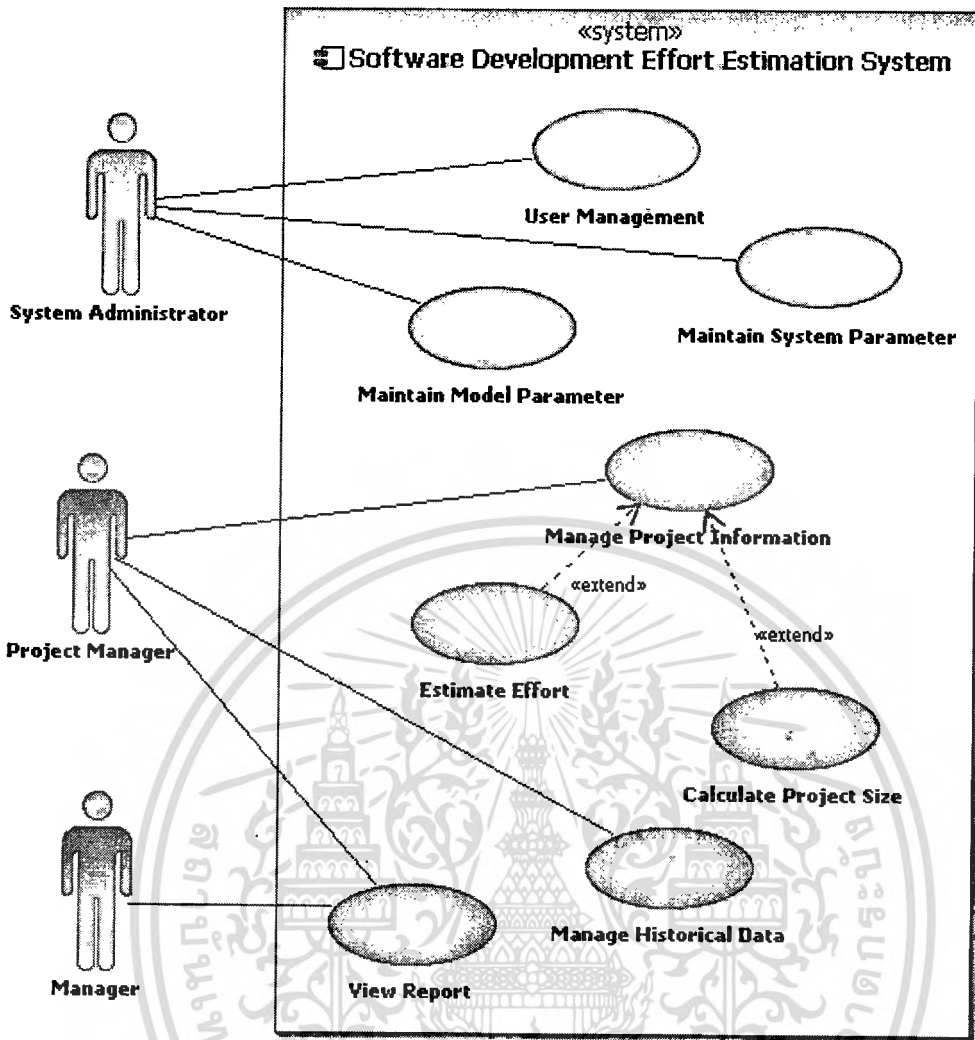 «system»
Software Development Effort Estimation System
User Management
System Administrator
Maintain System Parameter
Maintain Model Parameter
Manage Project Information
«extend»
Project Manager
«extend»
Estimate Effort
Calculate Project Size
Manage Historical Data
Manager
View Report